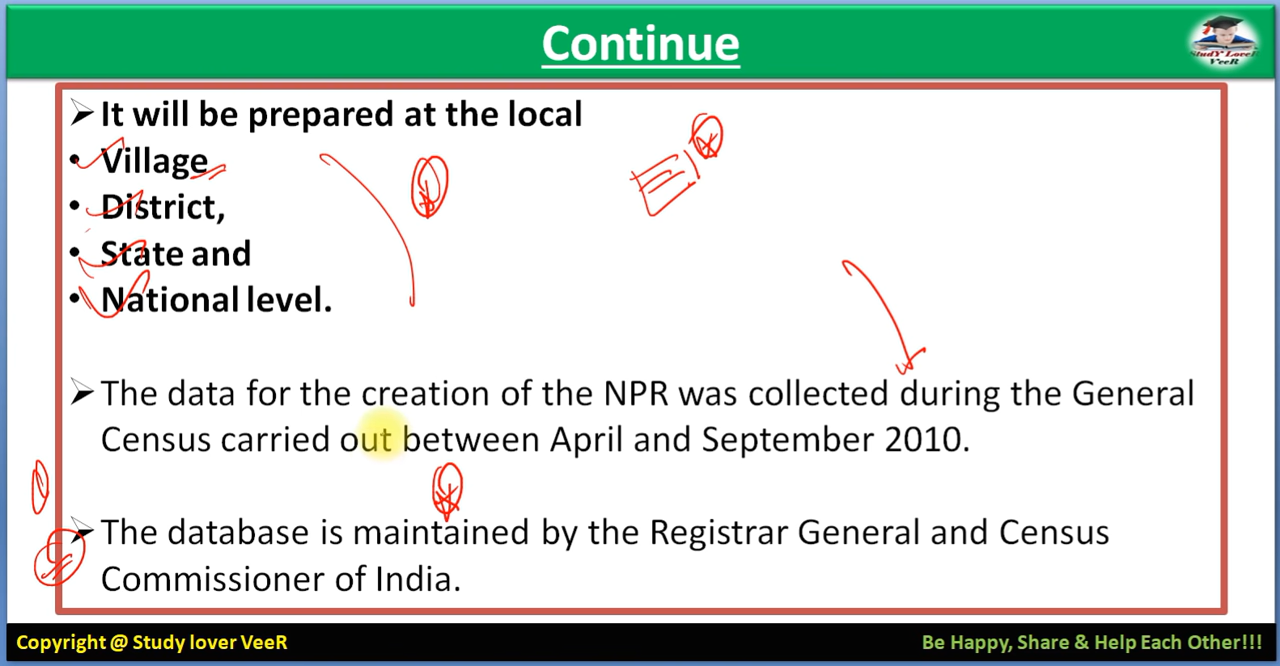 Continue
StudY LoveR
VeeR
➢ It will be prepared at the local
• Village
• District,
• State and
• National level.
➢ The data for the creation of the NPR was collected during the General
Census carried out between April and September 2010.
➢ The database is maintained by the Registrar General and Census
Commissioner of India.
Copyright @ Study lover VeeR
Be Happy, Share & Help Each Other!!!